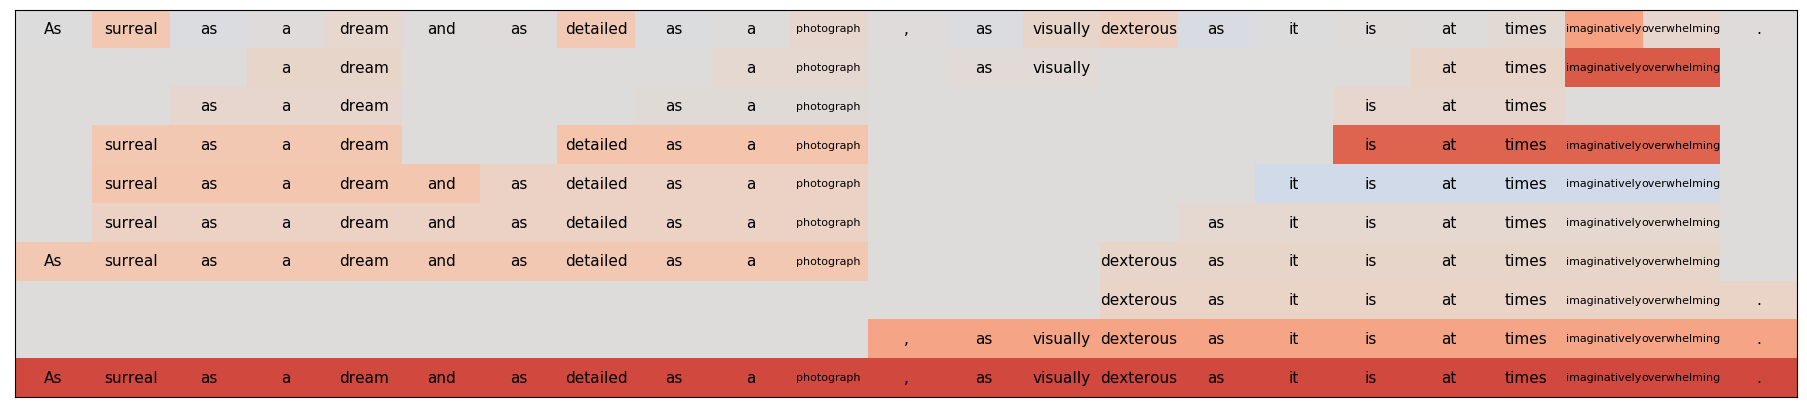 As surreal as a dream and as detailed as a photograph , as visually dexterous as it is at times imaginatively overwhelming .
a dream a photograph as visually at times imaginatively overwhelming
as a dream as a photograph is at times
surreal as a dream detailed as a photograph is at times imaginatively overwhelming
surreal as a dream and as detailed as a photograph it is at times imaginatively overwhelming
surreal as a dream and as detailed as a photograph as it is at times imaginatively overwhelming
As surreal as a dream and as detailed as a photograph dexterous as it is at times imaginatively overwhelming
dexterous as it is at times imaginatively overwhelming .
, as visually dexterous as it is at times imaginatively overwhelming .
As surreal as a dream and as detailed as a photograph , as visually dexterous as it is at times imaginatively overwhelming .